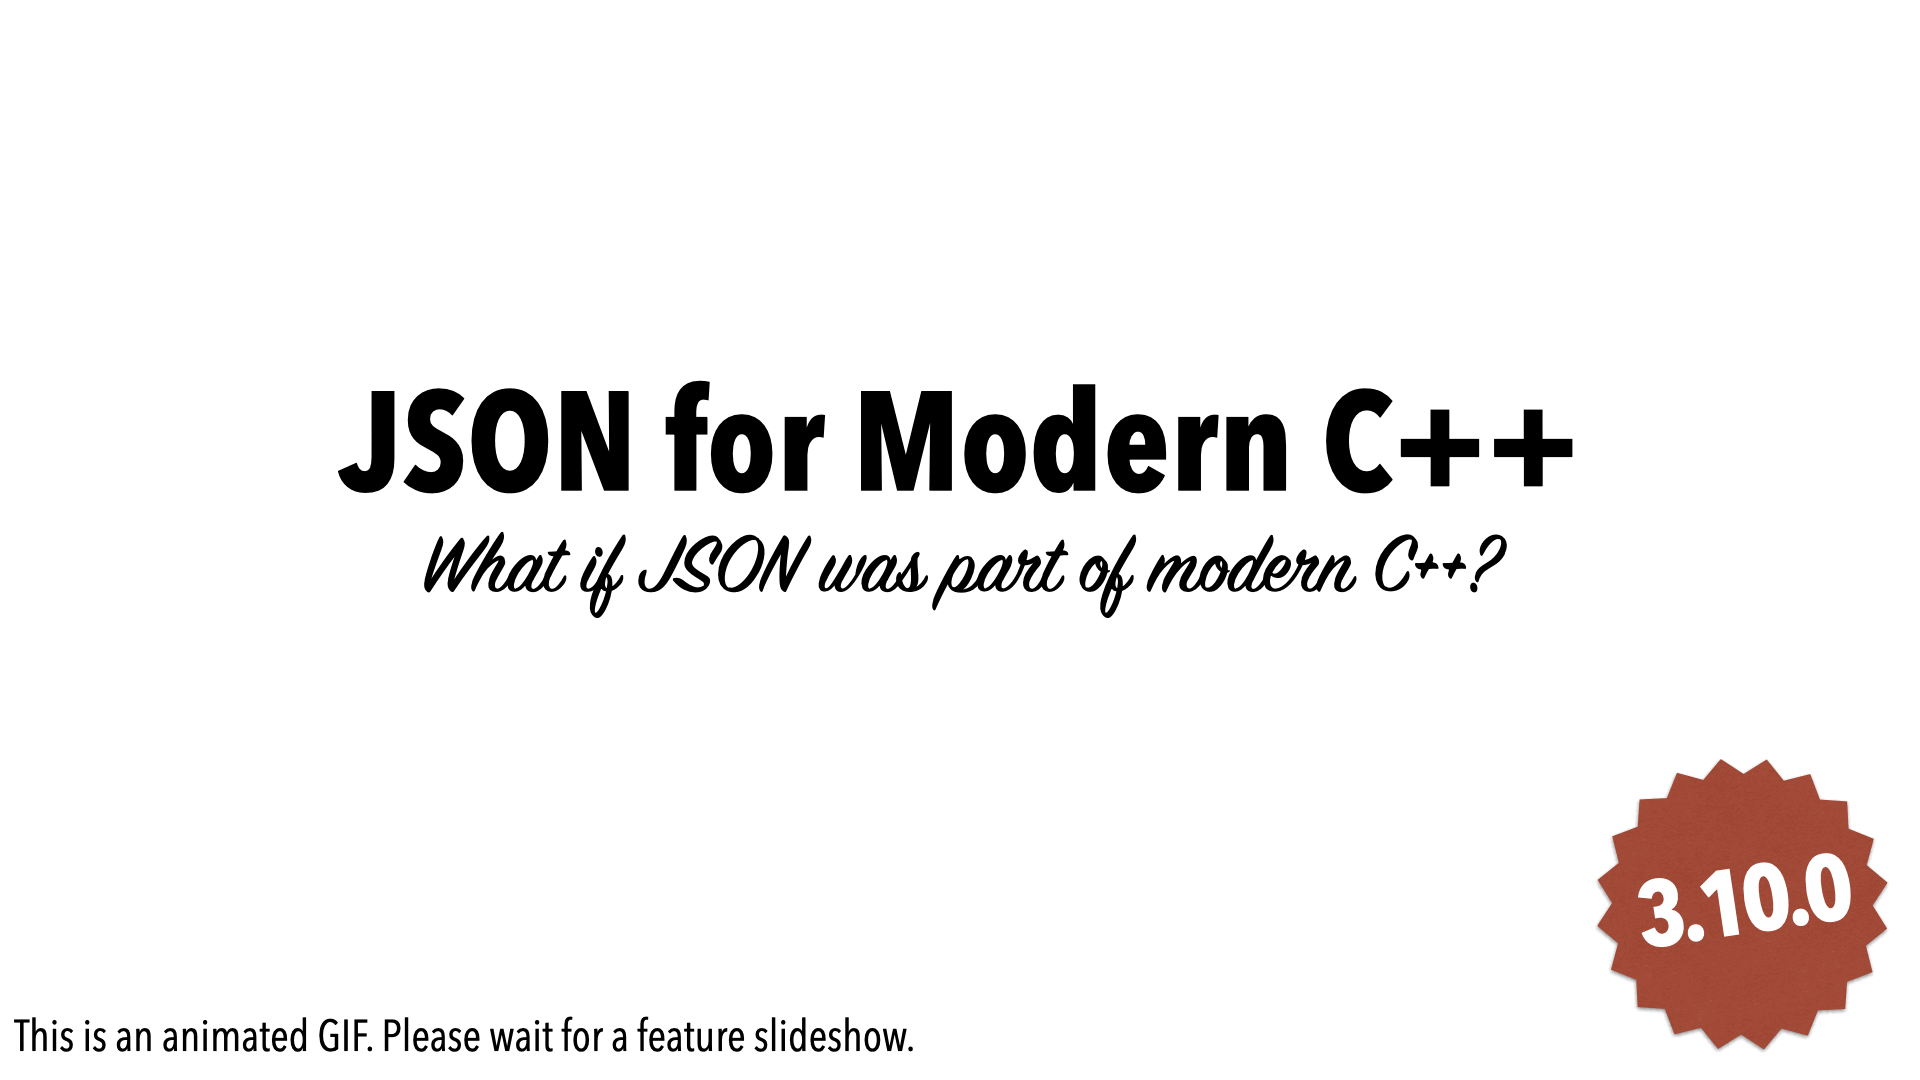 JSON for Modern C++
What if JSON was part of modern C++?
3.10.0
This is an animated GIF. Please wait for a feature slideshow.